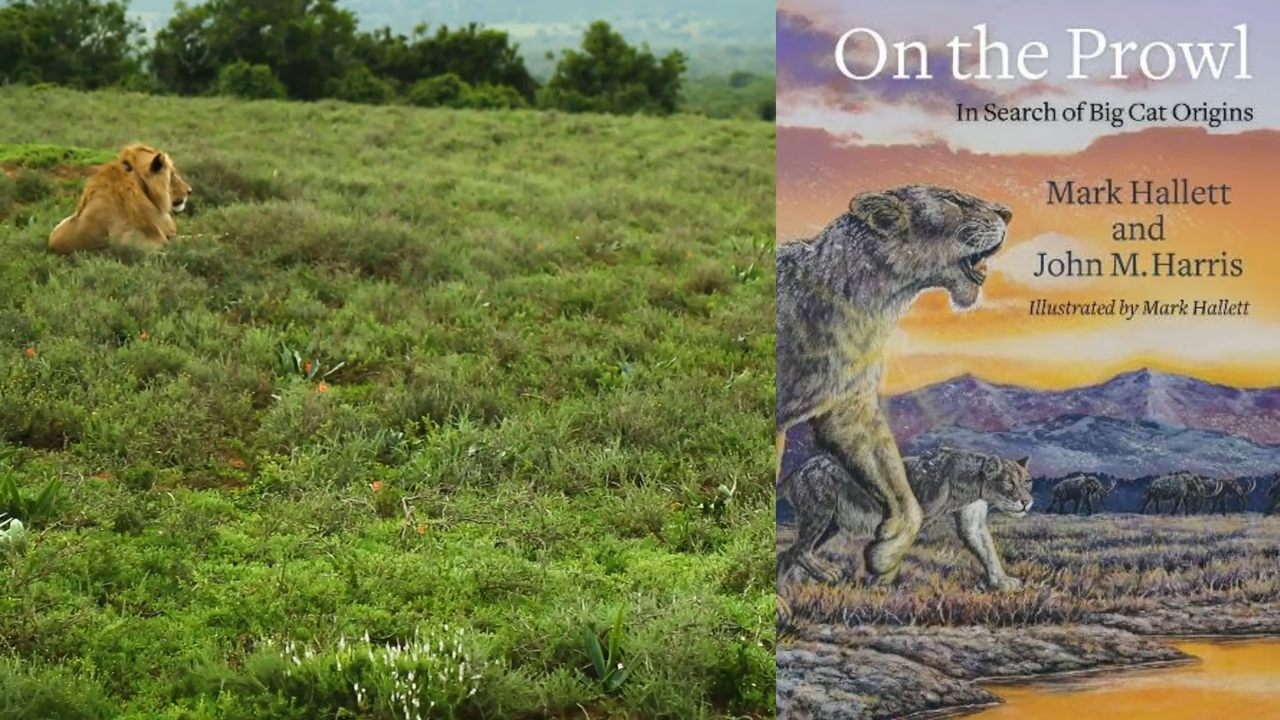 On the Prowl
In Search of Big Cat Origins
Mark Hallett
and
John M. Harris
Illustrated by Mark Hallett